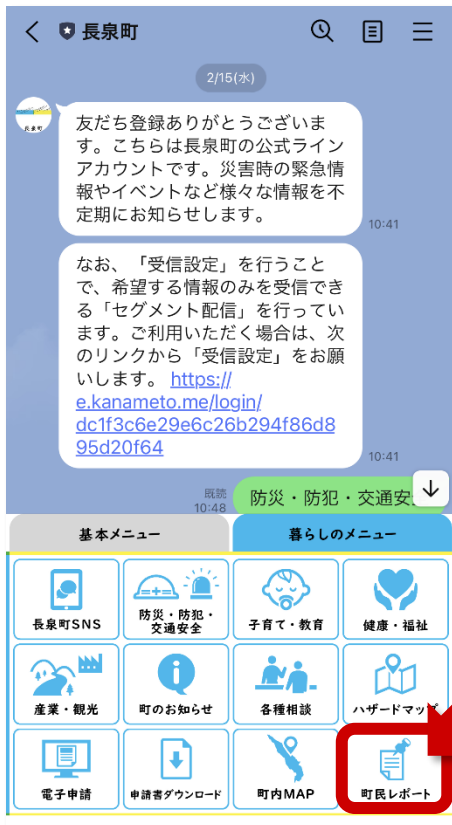 長泉町
2/15(水)
友だち登録ありがとうございま
す。こちらは長泉町の公式ライン
アカウントです。災害時の緊急情
報やイベントなど様々な情報を不
定期にお知らせします。
10:41
長泉町
なお、「受信設定」を行うこと
で、希望する情報のみを受信でき
る「セグメント配信」を行ってい
ます。ご利用いただく場合は、次
のリンクから「受信設定」をお願
いします。 https://
e.kanameto.me/login/
dc1f3c6e29e6c26b294f86d8
95d20f64
10:41
既読
10:48
防災・防犯・交通安
基本メニュー
暮らしのメニュー
長泉町SNS
防災・防犯・
交通安全
子育て・教育
健康・福祉
産業・観光
町のお知らせ
各種相談
ハザードマップ
電子申請
申請書ダウンロード
町内MAP
町民レポート